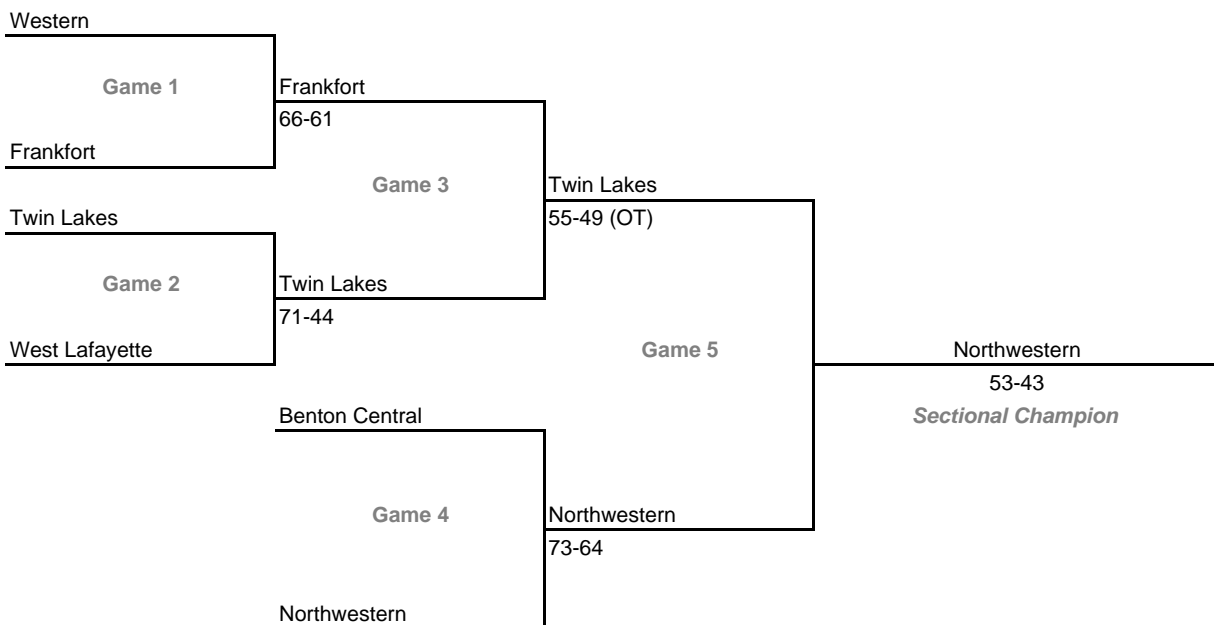 Western
Game 1
Frankfort
66-61
Frankfort
Game 3
Twin Lakes
Twin Lakes
55-49 (OT)
Game 2
Twin Lakes
71-44
West Lafayette
Game 5
Northwestern
53-43
Benton Central
Sectional Champion
Game 4
Northwestern
73-64
Northwestern